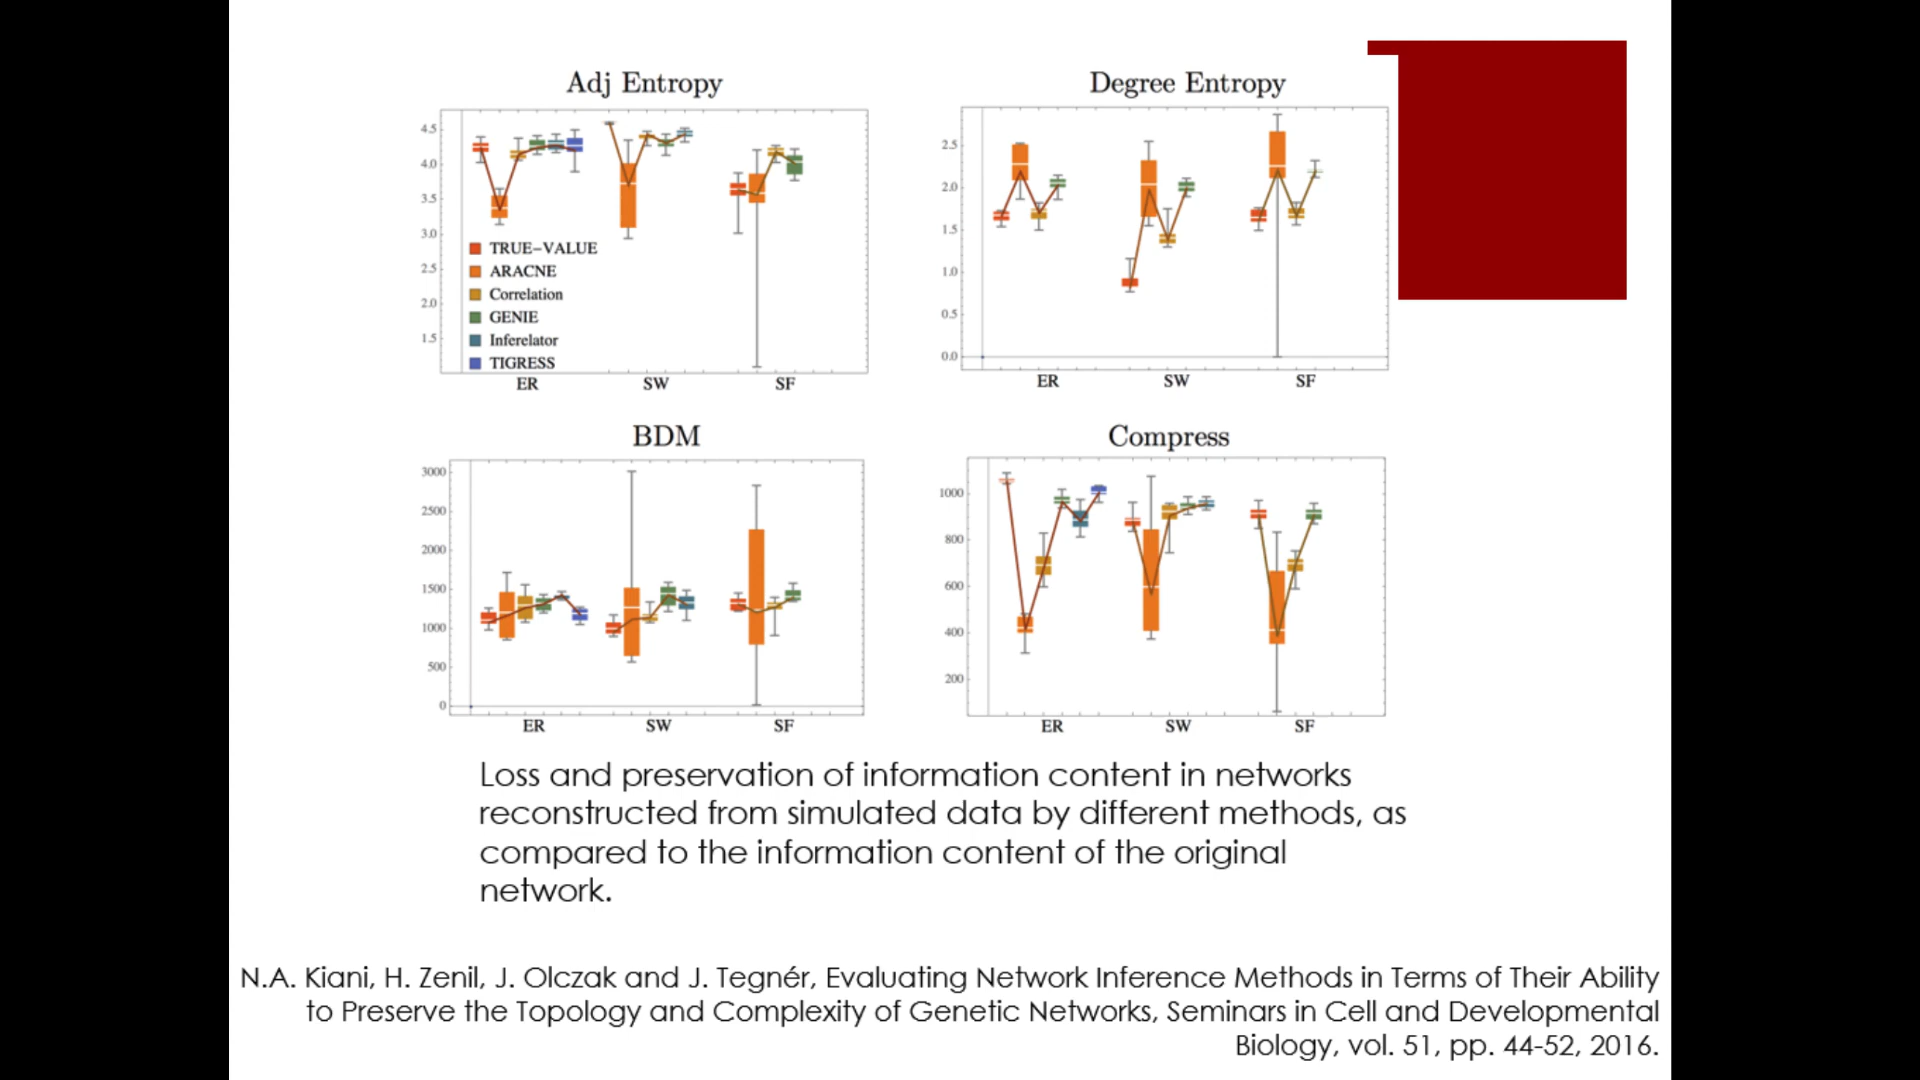 Adj Entropy
4.5
4.0
3.5
3.0
2.5
2.0
1.5
TRUE–VALUE
ARACNE
Correlation
GENIE
Inferelator
TIGRESS
ER SW SF
Degree Entropy
2.5
2.0
1.5
1.0
0.5
0.0
ER SW SF
BDM
3000
2500
2000
1500
1000
500
0
ER SW SF
Compress
1000
800
600
400
200
ER SW SF
Loss and preservation of information content in networks
reconstructed from simulated data by different methods, as
compared to the information content of the original
network.
N.A. Kiani, H. Zenil, J. Olczak and J. Tegnér, Evaluating Network Inference Methods in Terms of Their Ability
to Preserve the Topology and Complexity of Genetic Networks, Seminars in Cell and Developmental
Biology, vol. 51, pp. 44-52, 2016.